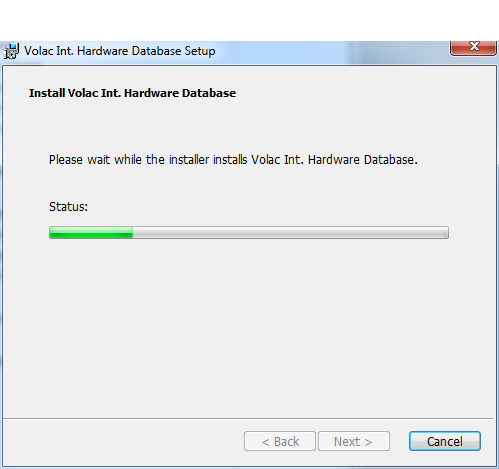 Volac Int. Hardware Database Setup
Install Volac Int. Hardware Database
Please wait while the installer installs Volac Int. Hardware Database.
Status:
< Back Next > Cancel